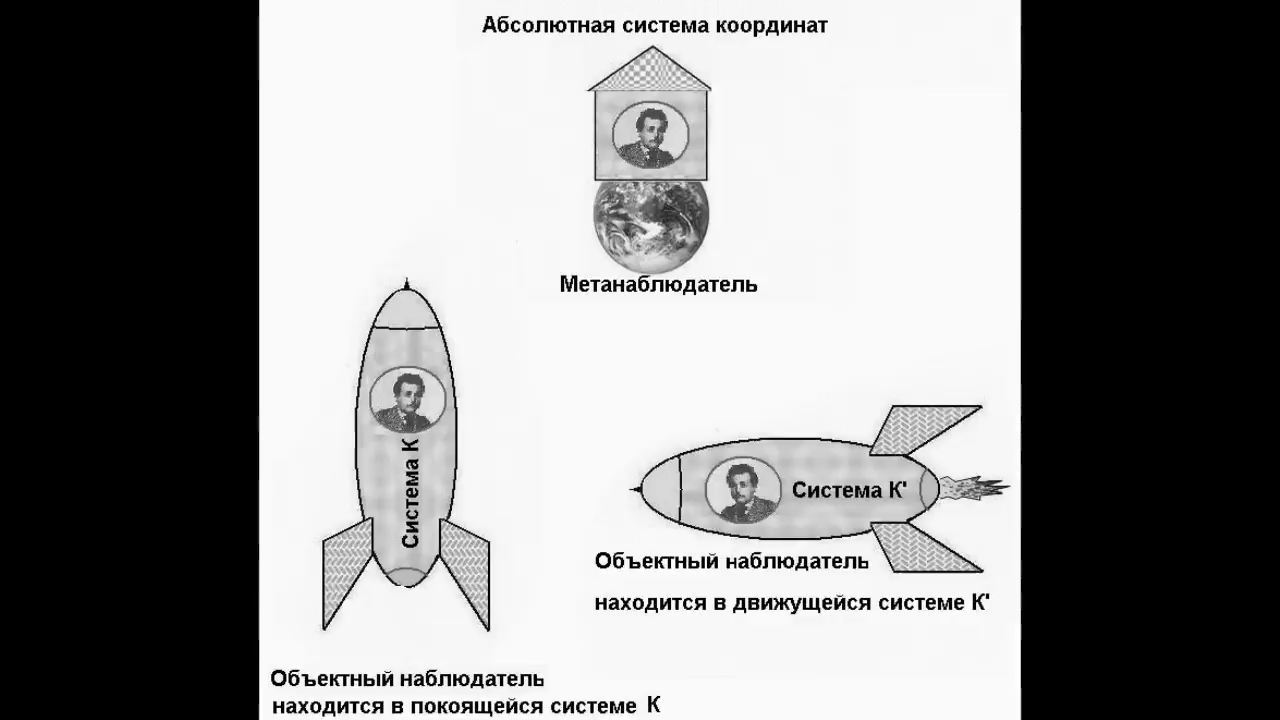 Абсолютная система координат
Метанаблюдатель
Система К
Система К'
Объектный наблюдатель
находится в движущейся системе К'
Объектный наблюдатель
находится в покоящейся системе К